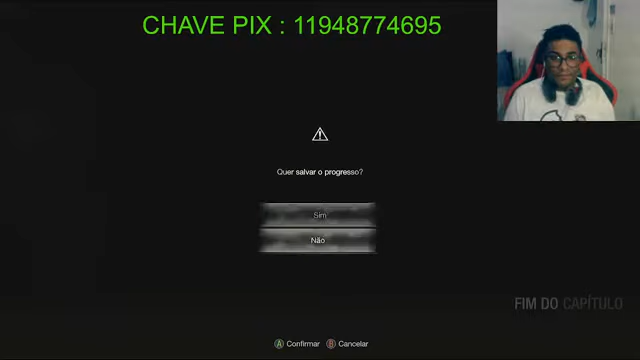 CHAVE PIX : 11948774695
Quer salvar o progresso?
Sim
Não
FIM DO CAPÍTULO
A Confirmar B Cancelar